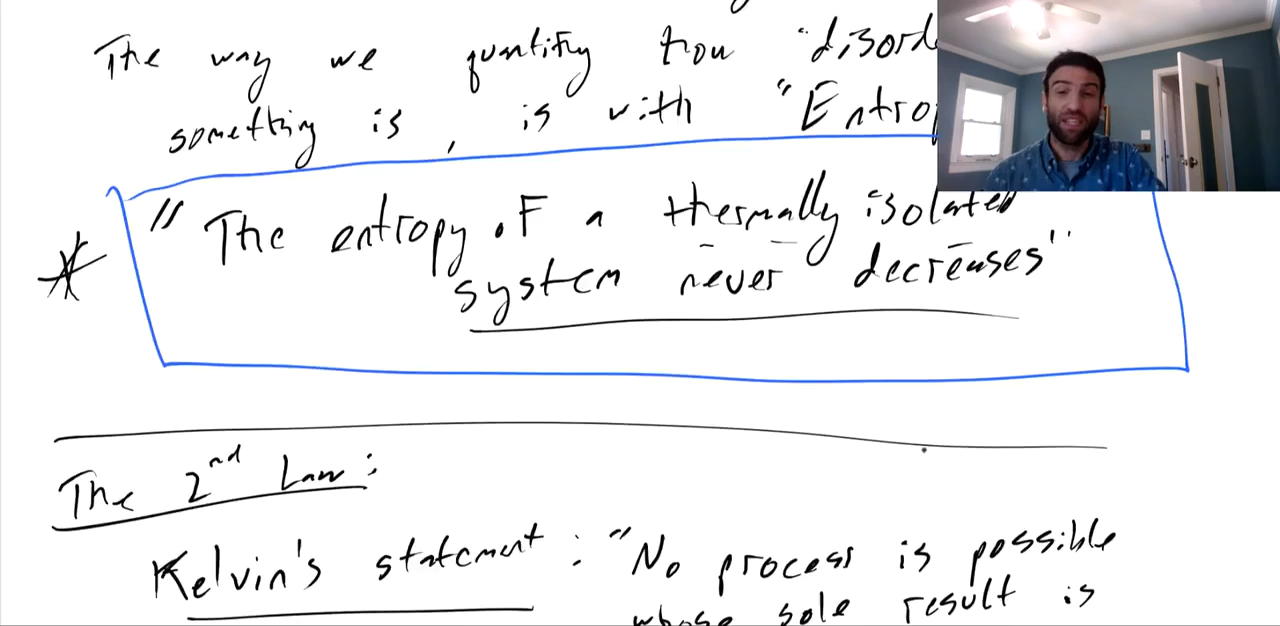 The way we quantify how "disord
something is, is with "Entrop
* "The entropy of a thermally isolated
system never decreases"
The 2nd Law:
Kelvin's statement: "No process is possible
whose sole result is